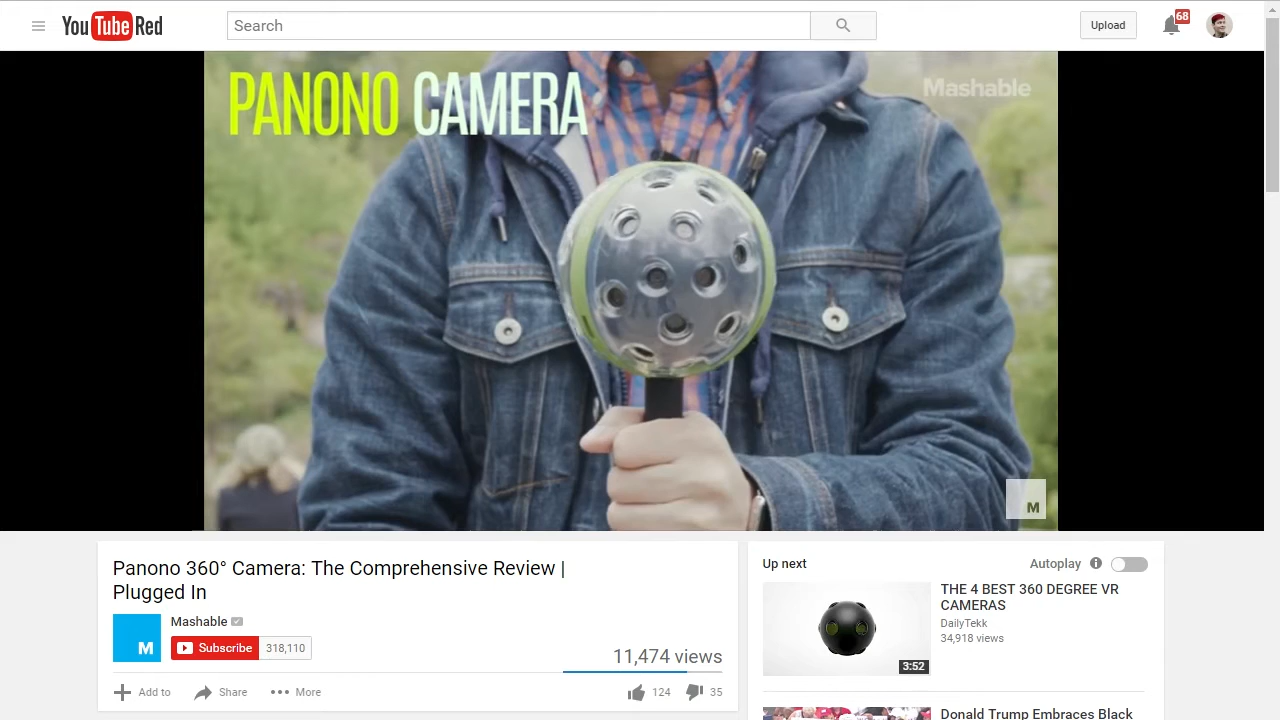 YouTube Red
Search
Upload
68
PANONO CAMERA
Mashable
M
Panono 360° Camera: The Comprehensive Review |
Plugged In
M
Mashable
Subscribe 318,110
11,474 views
Add to Share More
124 35
Up next
Autoplay
THE 4 BEST 360 DEGREE VR
CAMERAS
DailyTekk
34,918 views
3:52
Donald Trump Embraces Black